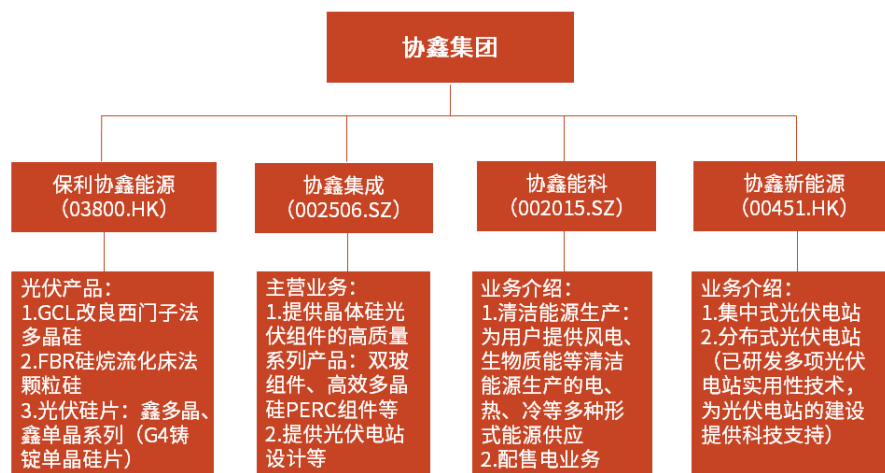 协鑫集团
保利协鑫能源
（03800.HK）
协鑫集成
（002506.SZ）
协鑫能科
（002015.SZ）
协鑫新能源
（00451.HK）
光伏产品：
1.GCL改良西门子法
多晶硅
2.FBR硅烷流化床法
颗粒硅
3.光伏硅片：鑫多晶、
鑫单晶系列（G4铸
锭单晶硅片）
主营业务：
1.提供晶体硅光
伏组件的高质量
系列产品：双玻
组件、高效多晶
硅PERC组件等
2.提供光伏电站
设计等
业务介绍：
1.清洁能源生产：
为用户提供风电、
生物质能等清洁
能源生产的电、
热、冷等多种形
式能源供应
2.配售电业务
业务介绍：
1.集中式光伏电站
2.分布式光伏电站
（已研发多项光伏
电站实用性技术，
为光伏电站的建设
提供科技支持）